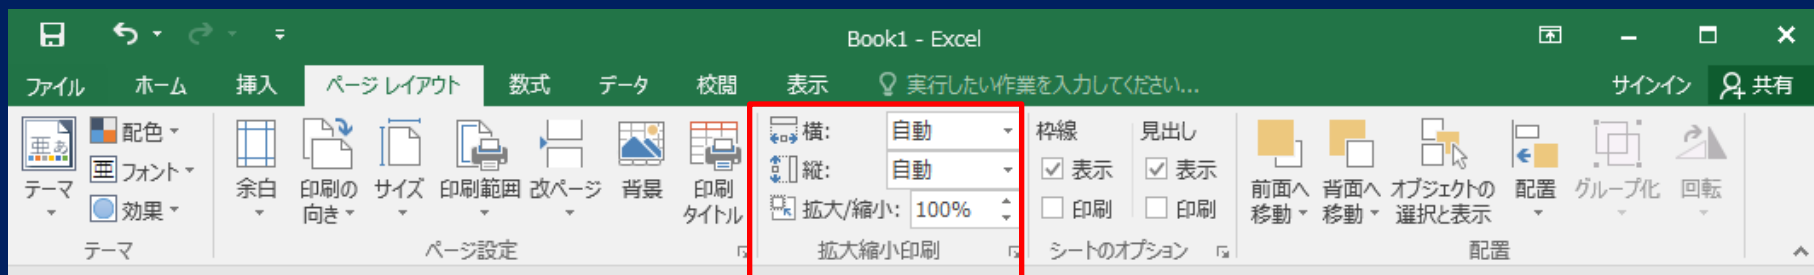 Book1 - Excel
ファイル ホーム 挿入 ページ レイアウト 数式 データ 校閲 表示 実行したい作業を入力してください... サインイン 共有
亜あ 配色 横: 自動 枠線 見出し
亜 フォント 縦: 自動 表示 表示
テーマ 効果 余白 印刷の向き サイズ 印刷範囲 改ページ 背景 印刷タイトル 拡大/縮小: 100% 印刷 印刷 前面へ移動 背面へ移動 オブジェクトの選択と表示 配置 グループ化 回転
テーマ ページ設定 拡大縮小印刷 シートのオプション 配置